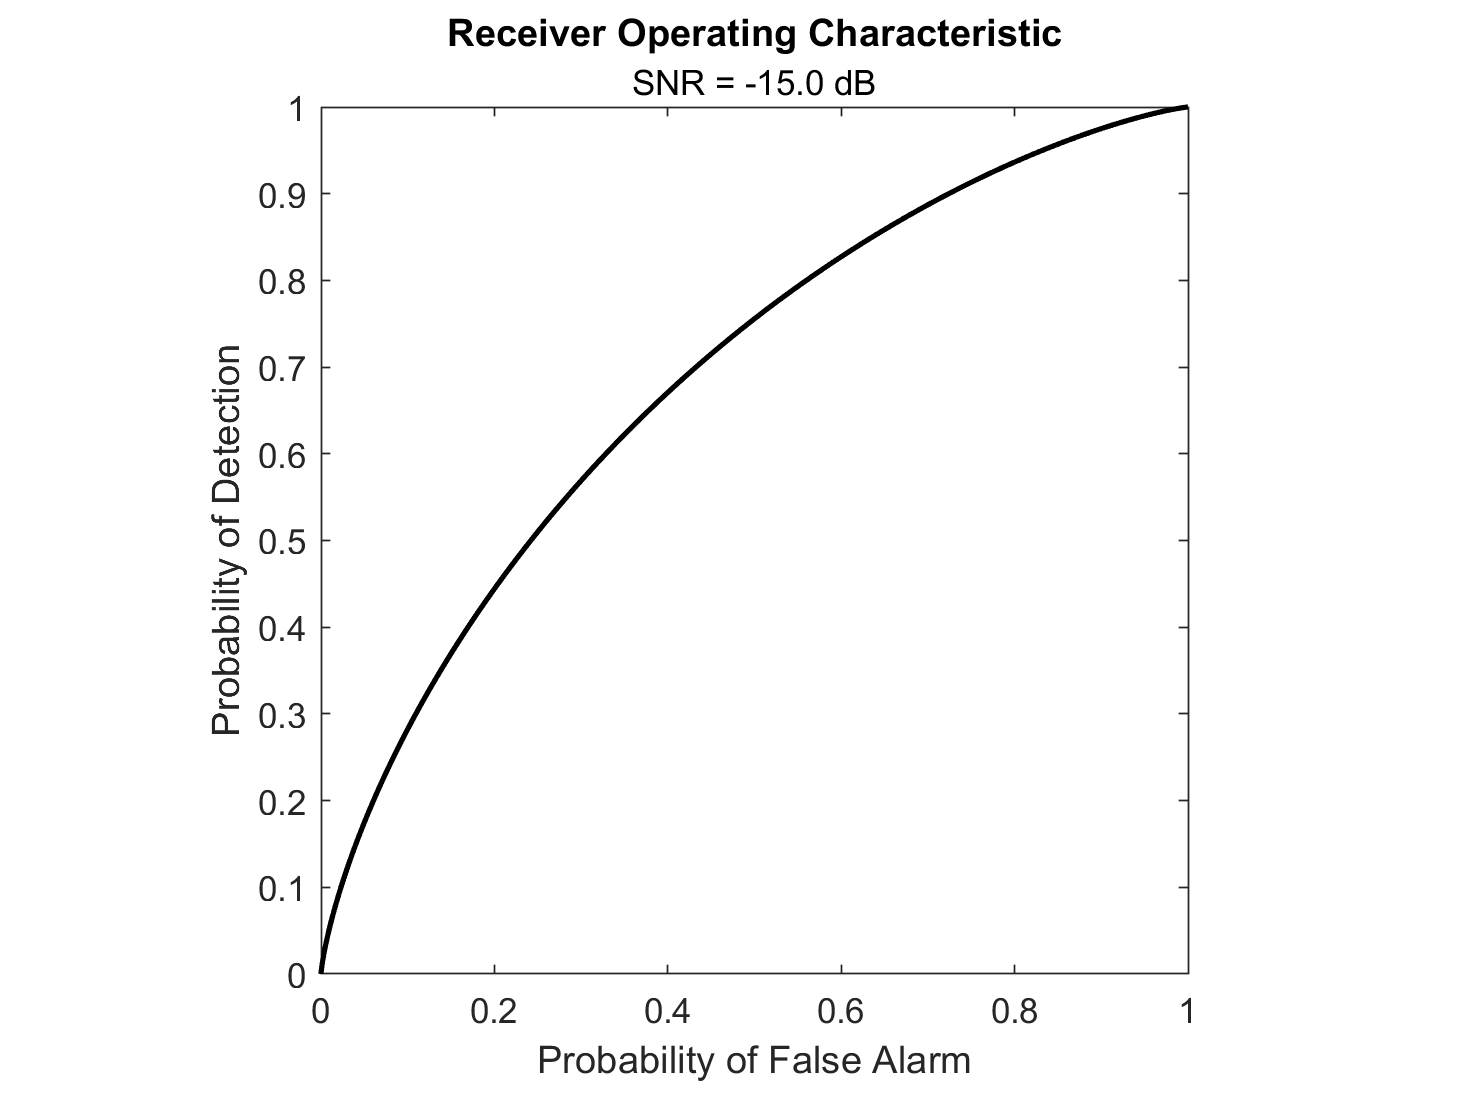 Receiver Operating Characteristic
SNR = -15.0 dB
1
0.9
0.8
0.7
0.6
0.5
0.4
0.3
0.2
0.1
0
Probability of Detection
0 0.2 0.4 0.6 0.8 1
Probability of False Alarm